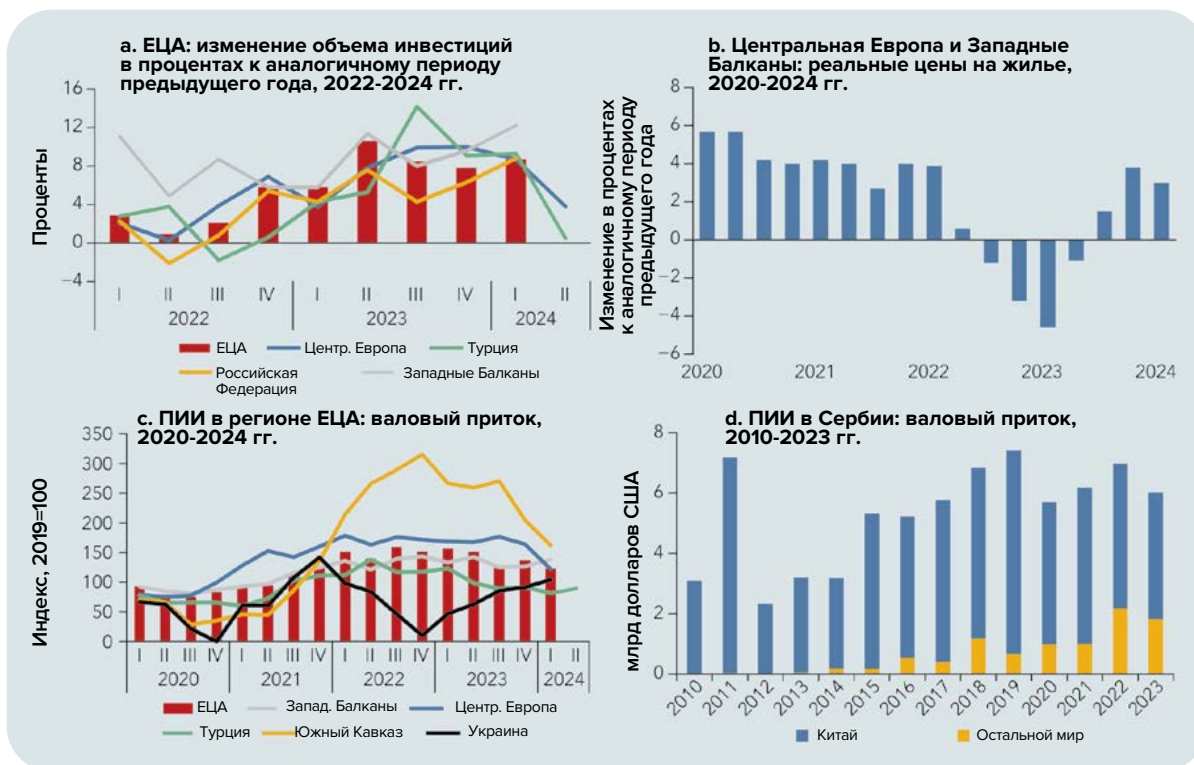 a. ЕЦА: изменение объема инвестиций
в процентах к аналогичному периоду
предыдущего года, 2022-2024 гг.
Проценты
16
12
8
4
0
−4
I II III IV I II III IV I II
2022 2023 2024
ЕЦА Центр. Европа Турция
Российская
Федерация
Западные Балканы
b. Центральная Европа и Западные
Балканы: реальные цены на жилье,
2020-2024 гг.
Изменение в процентах
к аналогичному периоду
предыдущего года
8
6
4
2
0
−2
−4
−6
2020 2021 2022 2023 2024
c. ПИИ в регионе ЕЦА: валовый приток,
2020-2024 гг.
Индекс, 2019=100
350
300
250
200
150
100
50
0
I II III IV I II III IV I II III IV I II III IV I II
2020 2021 2022 2023 2024
ЕЦА Запад. Балканы Центр. Европа
Турция Южный Кавказ Украина
d. ПИИ в Сербии: валовый приток,
2010-2023 гг.
млрд долларов США
8
6
4
2
0
2010 2011 2012 2013 2014 2015 2016 2017 2018 2019 2020 2021 2022 2023
Китай Остальной мир